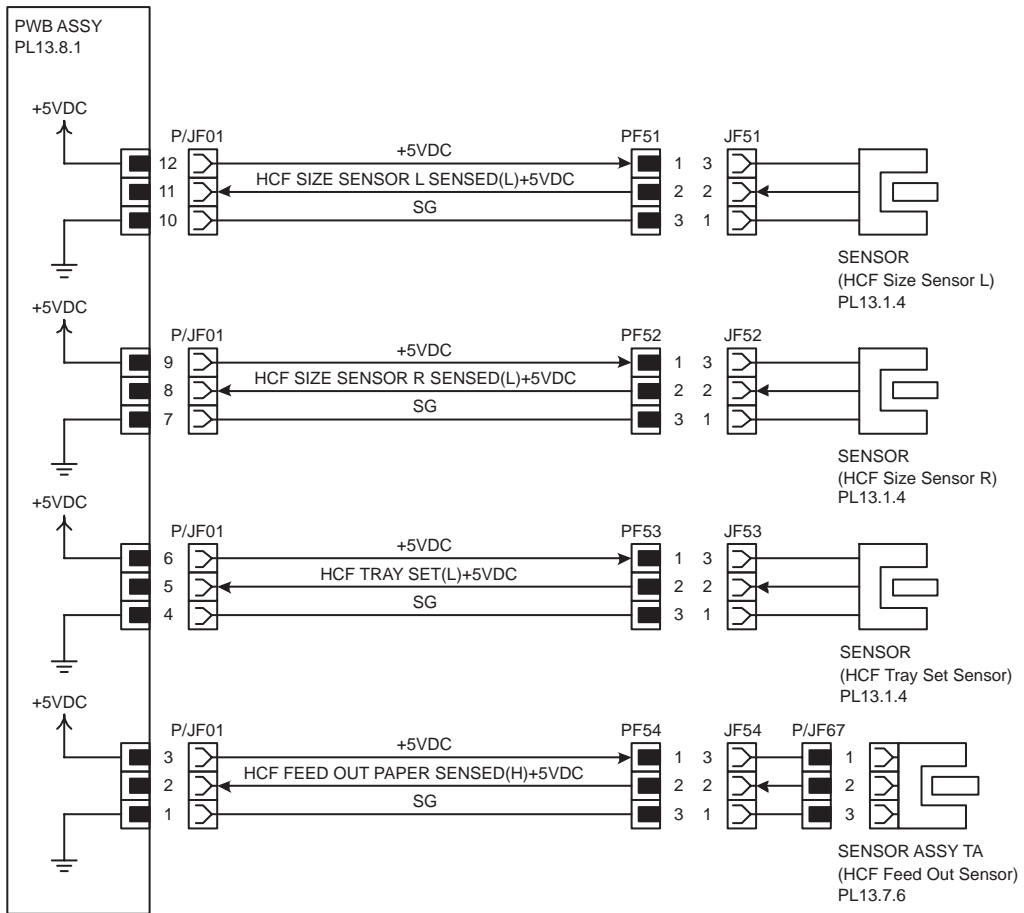 PWB ASSY
PL13.8.1
+5VDC
P/JF01
PF51
JF51
12
+5VDC
1
3
11
HCF SIZE SENSOR L SENSED(L)+5VDC
2
2
10
SG
3
1
SENSOR
(HCF Size Sensor L)
PL13.1.4
+5VDC
P/JF01
PF52
JF52
9
+5VDC
1
3
8
HCF SIZE SENSOR R SENSED(L)+5VDC
2
2
7
SG
3
1
SENSOR
(HCF Size Sensor R)
PL13.1.4
+5VDC
P/JF01
PF53
JF53
6
+5VDC
1
3
5
HCF TRAY SET(L)+5VDC
2
2
4
SG
3
1
SENSOR
(HCF Tray Set Sensor)
PL13.1.4
+5VDC
P/JF01
PF54
JF54
P/JF67
3
+5VDC
1
3
1
2
HCF FEED OUT PAPER SENSED(H)+5VDC
2
2
2
1
SG
3
1
3
SENSOR ASSY TA
(HCF Feed Out Sensor)
PL13.7.6